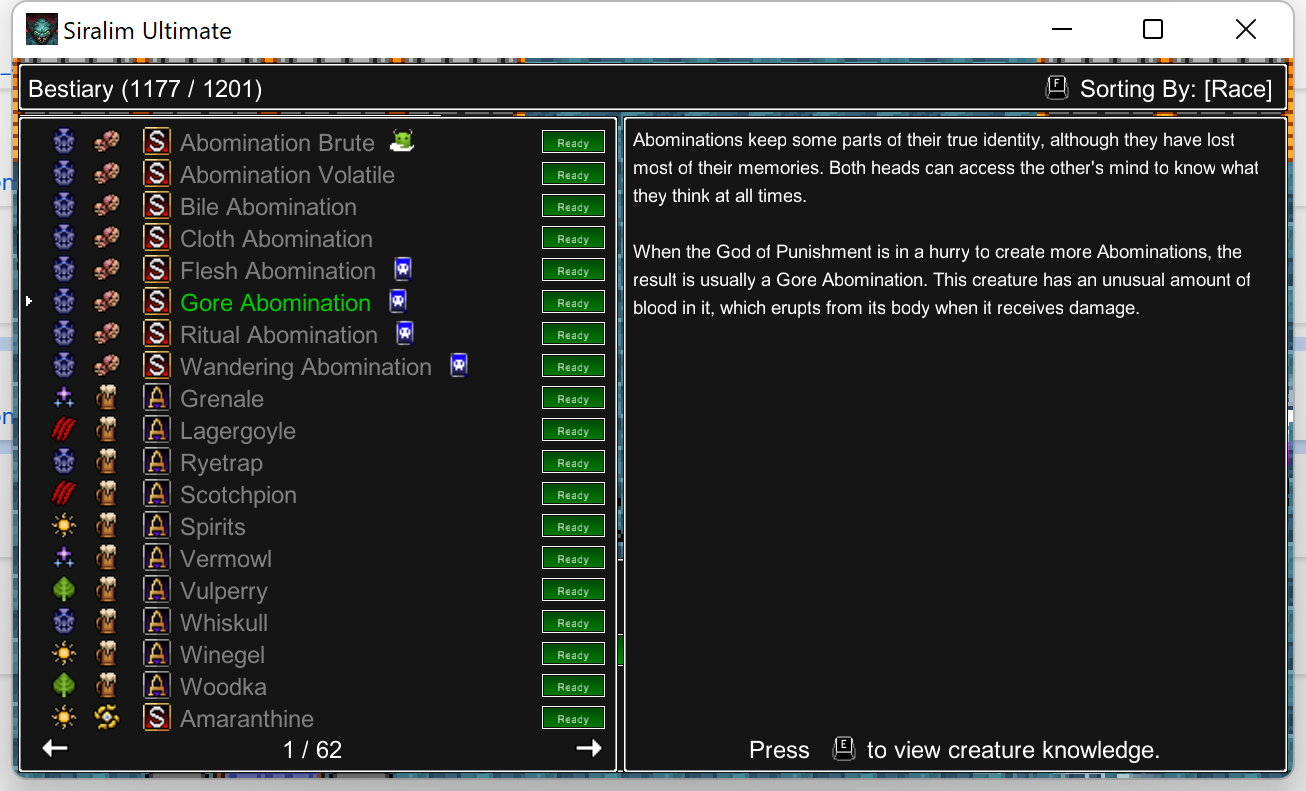 Siralim Ultimate
Bestiary (1177 / 1201)
F Sorting By: [Race]
S Abomination Brute Ready
S Abomination Volatile Ready
S Bile Abomination Ready
S Cloth Abomination Ready
S Flesh Abomination Ready
S Gore Abomination Ready
S Ritual Abomination Ready
S Wandering Abomination Ready
A Grenale Ready
A Lagergoyle Ready
A Ryetrap Ready
A Scotchpion Ready
A Spirits Ready
A Vermowl Ready
A Vulperry Ready
A Whiskull Ready
A Winegel Ready
A Woodka Ready
S Amaranthine Ready
1 / 62
Abominations keep some parts of their true identity, although they have lost
most of their memories. Both heads can access the other's mind to know what
they think at all times.
When the God of Punishment is in a hurry to create more Abominations, the
result is usually a Gore Abomination. This creature has an unusual amount of
blood in it, which erupts from its body when it receives damage.
Press E to view creature knowledge.